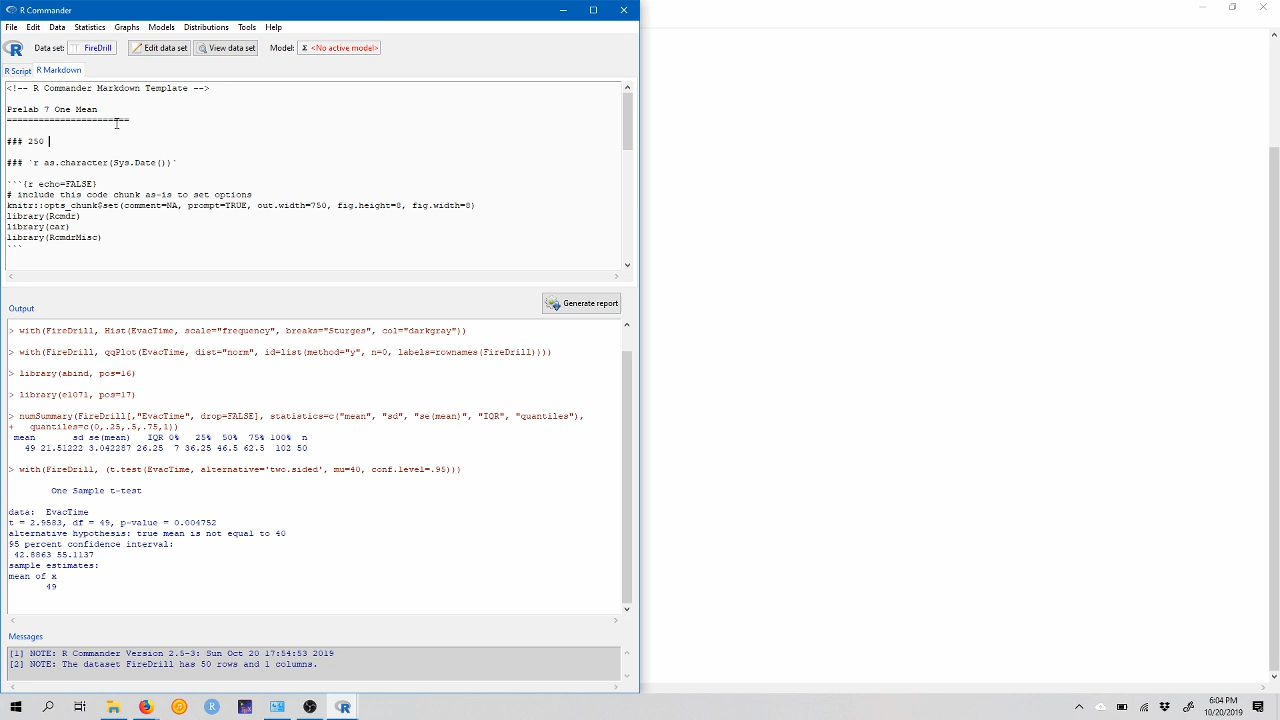 R Commander
File Edit Data Statistics Graphs Models Distributions Tools Help
Data set: FireDrill Edit data set View data set Model: Σ <No active model>
R Script R Markdown
<!-- R Commander Markdown Template -->
Prelab 7 One Mean
=======================
### 250
### `r as.character(Sys.Date())`
```{r echo=FALSE}
# include this code chunk as-is to set options
knitr::opts_chunk$set(comment=NA, prompt=TRUE, out.width=750, fig.height=8, fig.width=8)
library(Rcmdr)
library(car)
library(RcmdrMisc)
```
Generate report
Output
> with(FireDrill, Hist(EvacTime, scale="frequency", breaks="Sturges", col="darkgray"))
> with(FireDrill, qqPlot(EvacTime, dist="norm", id=list(method="y", n=0, labels=rownames(FireDrill))))
> library(abind, pos=16)
> library(e1071, pos=17)
> numSummary(FireDrill[,"EvacTime", drop=FALSE], statistics=c("mean", "sd", "se(mean)", "IQR", "quantiles"),
+ quantiles=c(0,.25,.5,.75,1))
mean sd se(mean) IQR 0% 25% 50% 75% 100% n
49 21.51222 3.042287 26.25 7 36.25 46.5 62.5 102 50
> with(FireDrill, (t.test(EvacTime, alternative='two.sided', mu=40, conf.level=.95)))
One Sample t-test
data: EvacTime
t = 2.9583, df = 49, p-value = 0.004752
alternative hypothesis: true mean is not equal to 40
95 percent confidence interval:
42.8863 55.1137
sample estimates:
mean of x
49
Messages
[1] NOTE: R Commander Version 2.5-3: Sun Oct 20 17:54:53 2019
[2] NOTE: The dataset FireDrill has 50 rows and 1 columns.
6:04 PM
10/20/2019